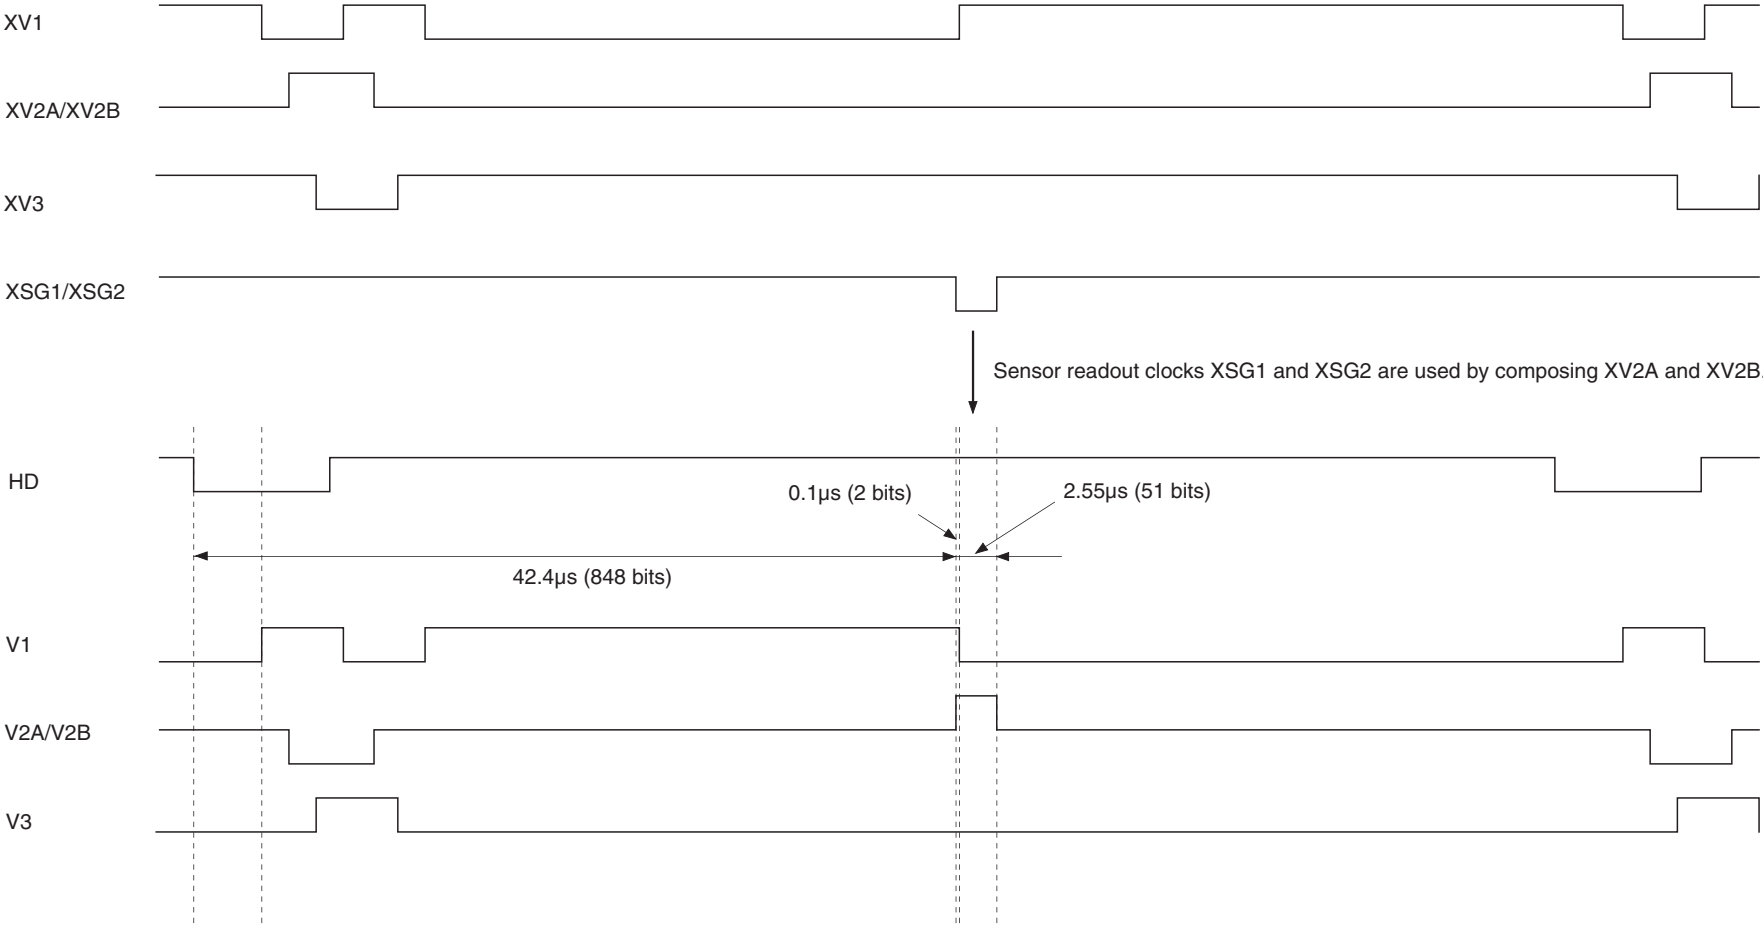 XV1
XV2A/XV2B
XV3
XSG1/XSG2
Sensor readout clocks XSG1 and XSG2 are used by composing XV2A and XV2B.
HD
0.1µs (2 bits)
2.55µs (51 bits)
42.4µs (848 bits)
V1
V2A/V2B
V3